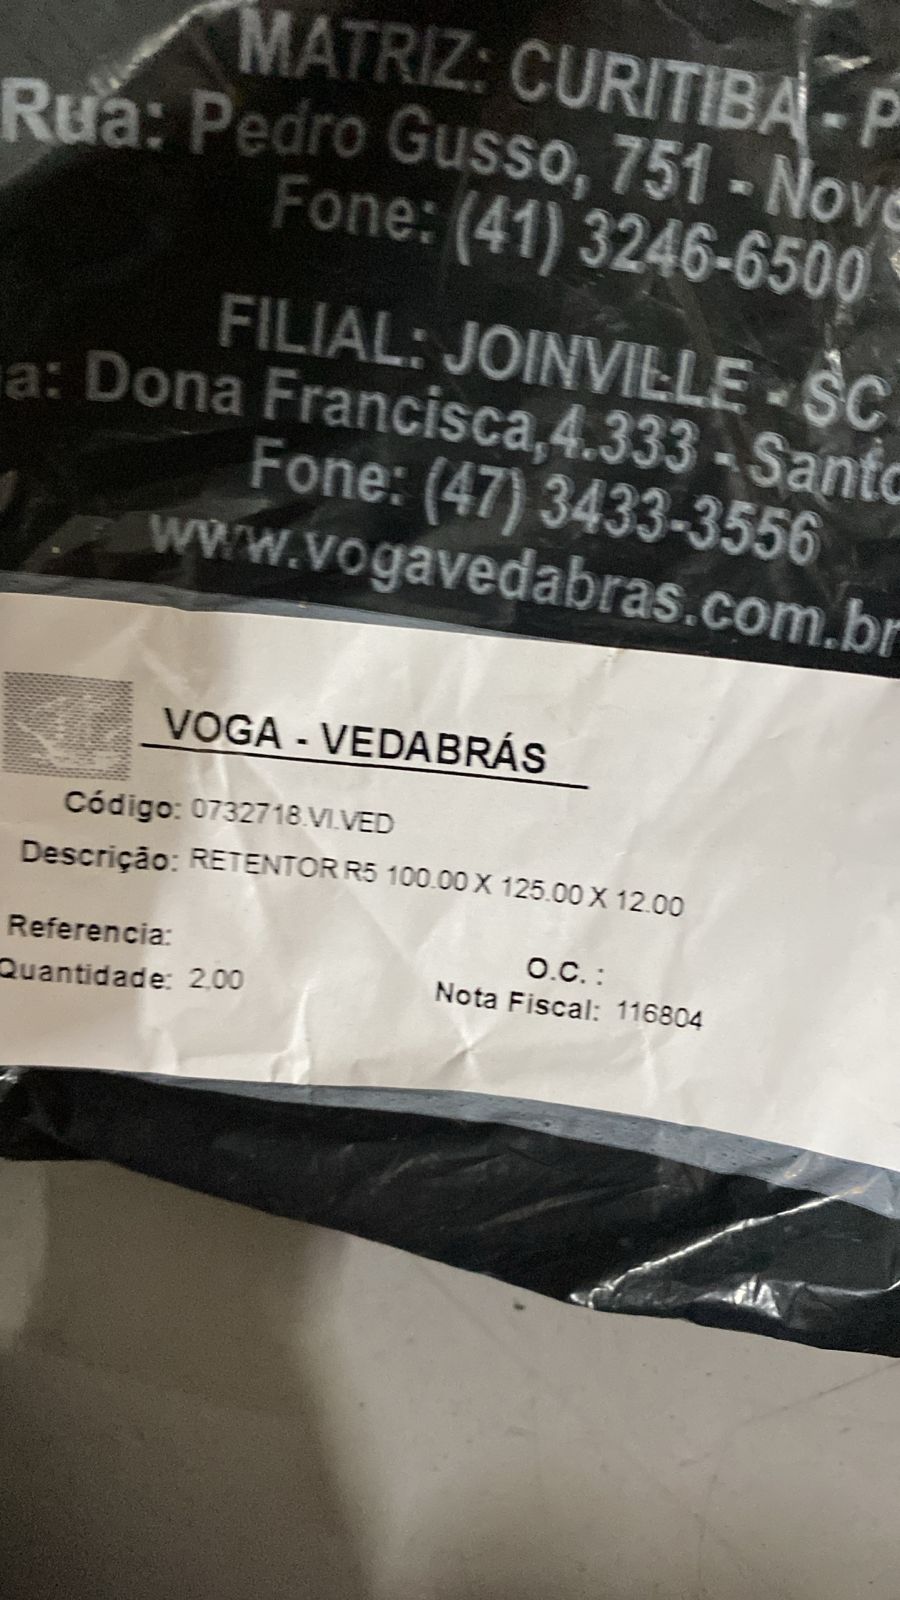 MATRIZ: CURITIBA - P
Rua: Pedro Gusso, 751 - Novo
Fone: (41) 3246-6500
FILIAL: JOINVILLE - SC
a: Dona Francisca,4.333 - Santo
Fone: (47) 3433-3556
www.vogavedabras.com.br
VOGA - VEDABRÁS
Código: 0732718.VI.VED
Descrição: RETENTOR R5 100.00 X 125.00 X 12.00
Referencia:
O.C. :
Quantidade: 2,00
Nota Fiscal: 116804